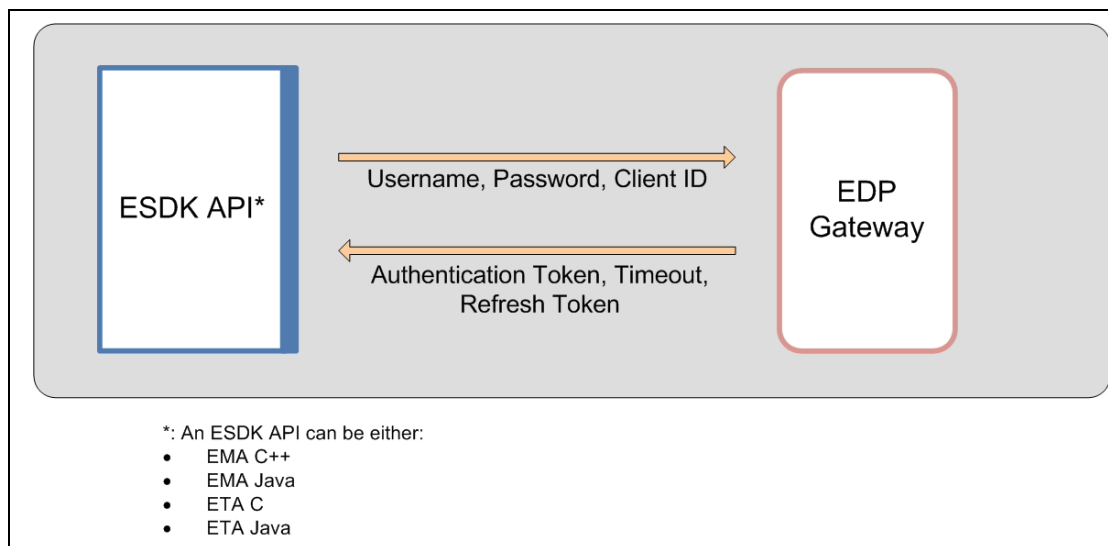 ESDK API*
Username, Password, Client ID
Authentication Token, Timeout,
Refresh Token
EDP
Gateway
*: An ESDK API can be either:
• EMA C++
• EMA Java
• ETA C
• ETA Java